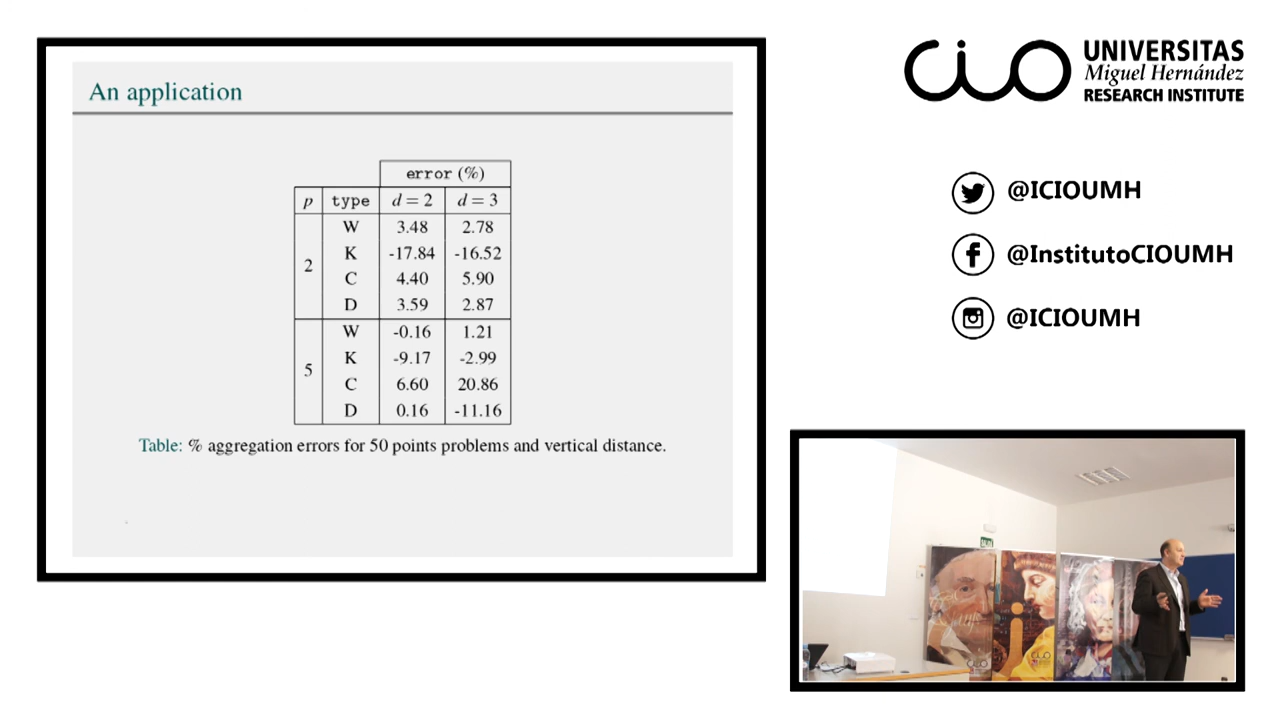 An application
error (%)
p type d = 2 d = 3
2
W 3.48 2.78
K -17.84 -16.52
C 4.40 5.90
D 3.59 2.87
5
W -0.16 1.21
K -9.17 -2.99
C 6.60 20.86
D 0.16 -11.16
Table: % aggregation errors for 50 points problems and vertical distance.
cio
UNIVERSITAS
Miguel Hernández
RESEARCH INSTITUTE
@ICIOUMH
@InstitutoCIOUMH
@ICIOUMH
SALIDA